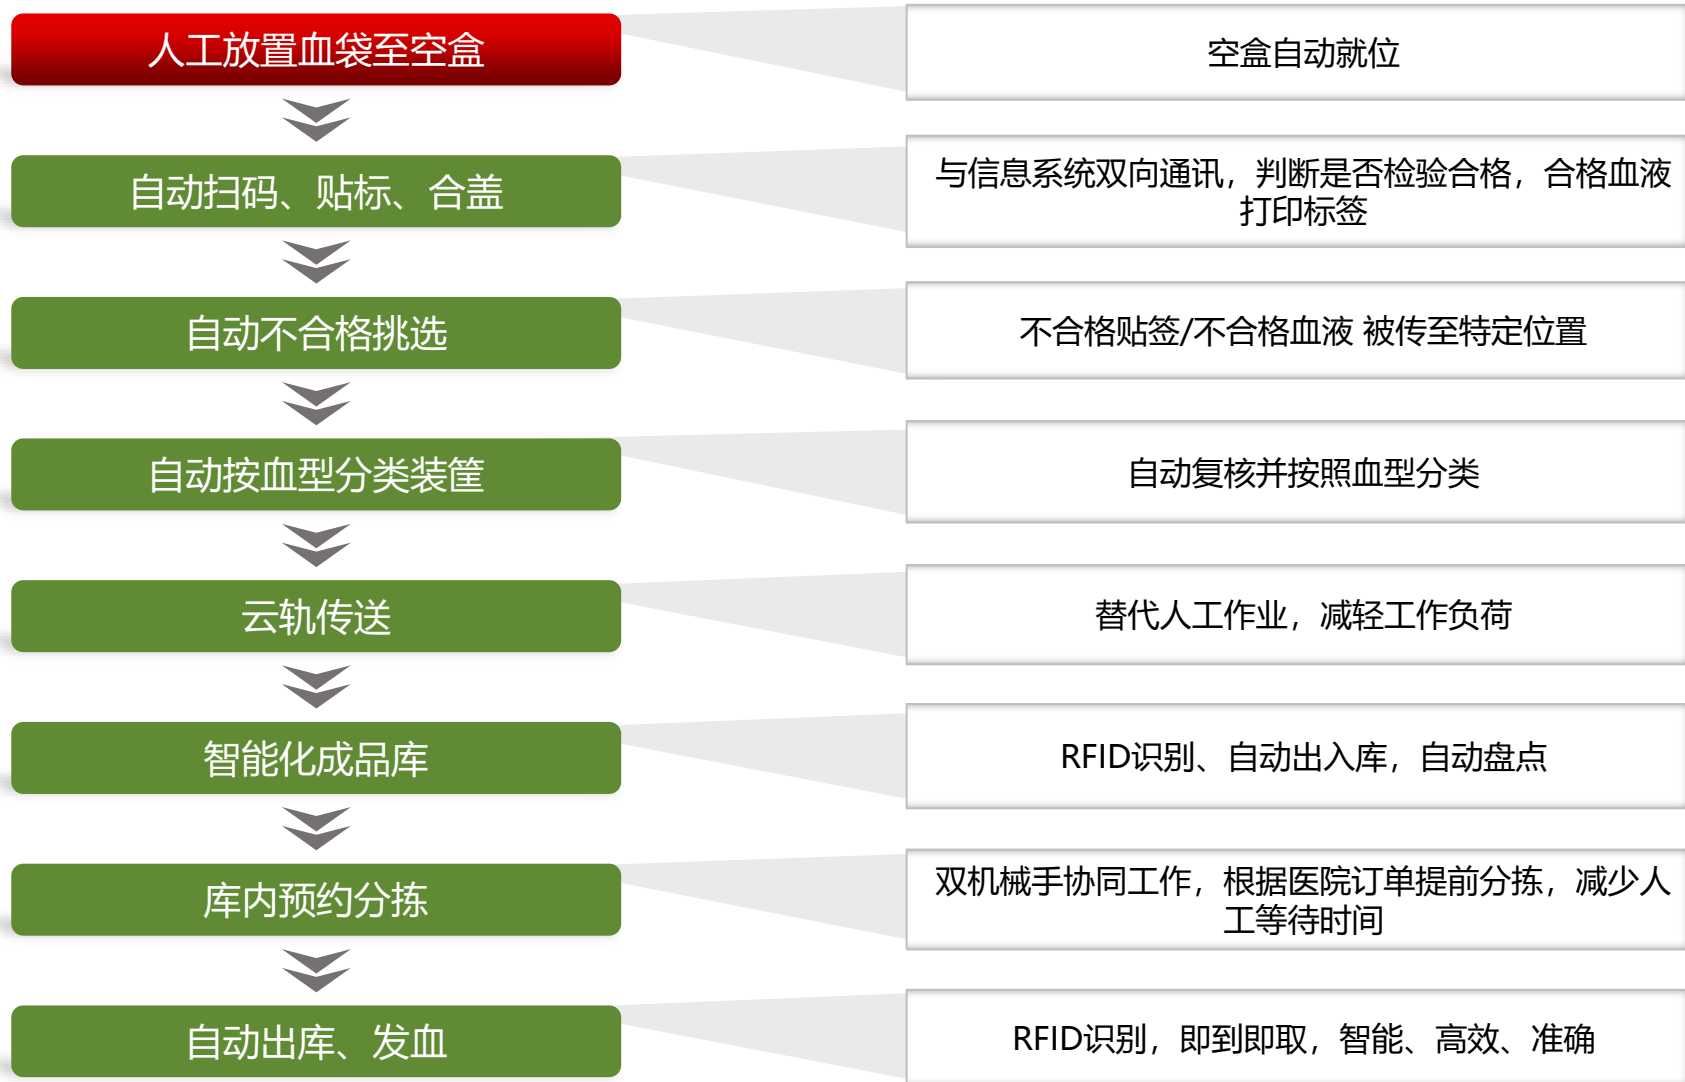 人工放置血袋至空盒
空盒自动就位
自动扫码、贴标、合盖
与信息系统双向通讯，判断是否检验合格，合格血液
打印标签
自动不合格挑选
不合格贴签/不合格血液 被传至特定位置
自动按血型分类装筐
自动复核并按照血型分类
云轨传送
替代人工作业，减轻工作负荷
智能化成品库
RFID识别、自动出入库，自动盘点
库内预约分拣
双机械手协同工作，根据医院订单提前分拣，减少人
工等待时间
自动出库、发血
RFID识别，即到即取，智能、高效、准确